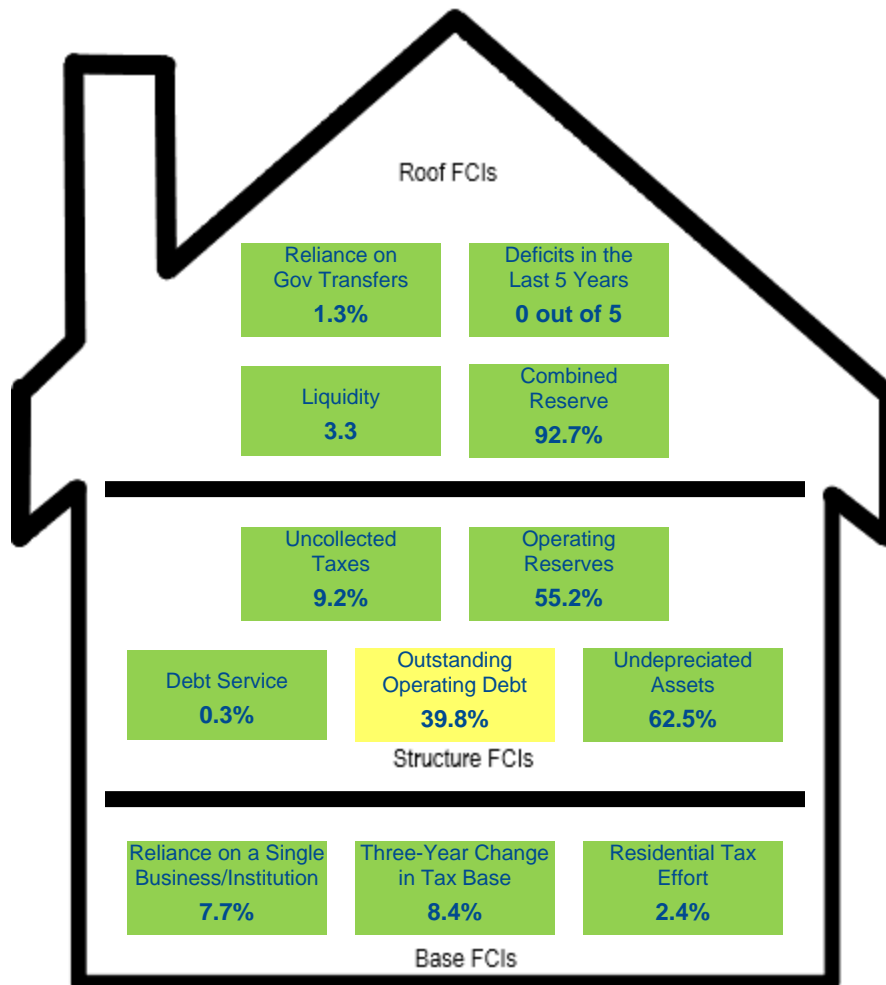 Roof FCIs
Reliance on
Gov Transfers
1.3%
Deficits in the
Last 5 Years
0 out of 5
Liquidity
3.3
Combined
Reserve
92.7%
Uncollected
Taxes
9.2%
Operating
Reserves
55.2%
Debt Service
0.3%
Outstanding
Operating Debt
39.8%
Undepreciated
Assets
62.5%
Structure FCIs
Reliance on a Single
Business/Institution
7.7%
Three-Year Change
in Tax Base
8.4%
Residential Tax
Effort
2.4%
Base FCIs